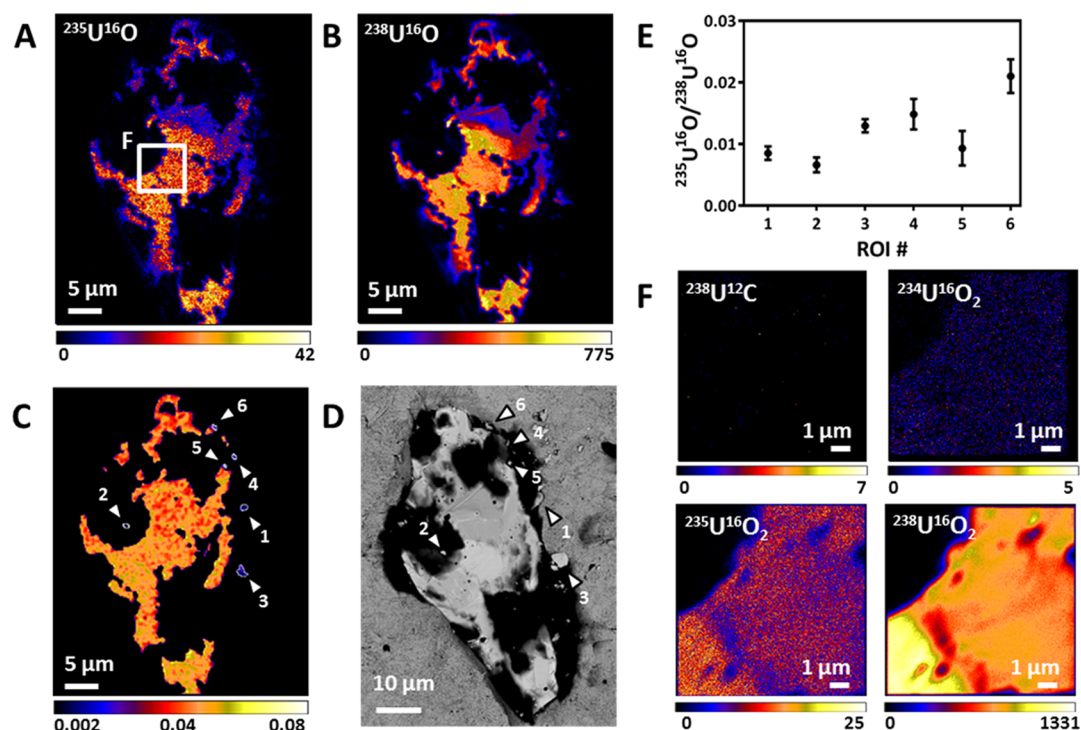 A
²³⁵U¹⁶O
F
5 μm
0 42
B
²³⁸U¹⁶O
5 μm
0 775
C
6
5
4
2
1
3
5 μm
0.002 0.04 0.08
D
6
4
5
1
2
3
10 μm
E
²³⁵U¹⁶O/²³⁸U¹⁶O
0.03
0.02
0.01
0.00
1 2 3 4 5 6
ROI #
F
²³⁸U¹²C
1 μm
0 7
²³⁴U¹⁶O₂
1 μm
0 5
²³⁵U¹⁶O₂
1 μm
0 25
²³⁸U¹⁶O₂
1 μm
0 1331